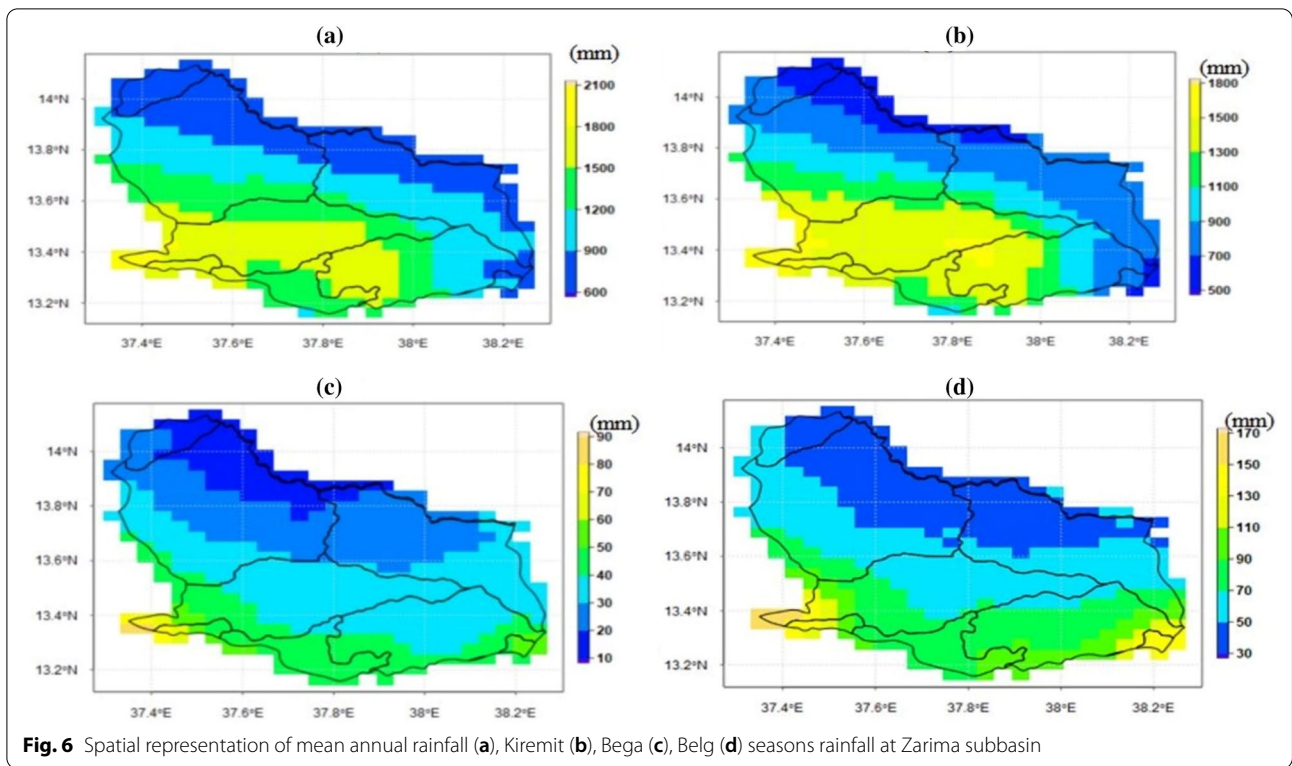 (a)
(mm)
2100
1800
1500
1200
900
600
14°N
13.8°N
13.6°N
13.4°N
13.2°N
37.4°E 37.6°E 37.8°E 38°E 38.2°E
(b)
(mm)
1800
1300
1100
900
700
500
14°N
13.8°N
13.6°N
13.4°N
13.2°N
37.4°E 37.6°E 37.8°E 38°E 38.2°E
(c)
(mm)
90
80
70
60
50
40
30
20
10
14°N
13.8°N
13.6°N
13.4°N
13.2°N
37.4°E 37.6°E 37.8°E 38°E 38.2°E
(d)
(mm)
170
150
130
110
90
70
50
30
14°N
13.8°N
13.6°N
13.4°N
13.2°N
37.4°E 37.6°E 37.8°E 38°E 38.2°E
Fig. 6 Spatial representation of mean annual rainfall (a), Kiremit (b), Bega (c), Belg (d) seasons rainfall at Zarima subbasin